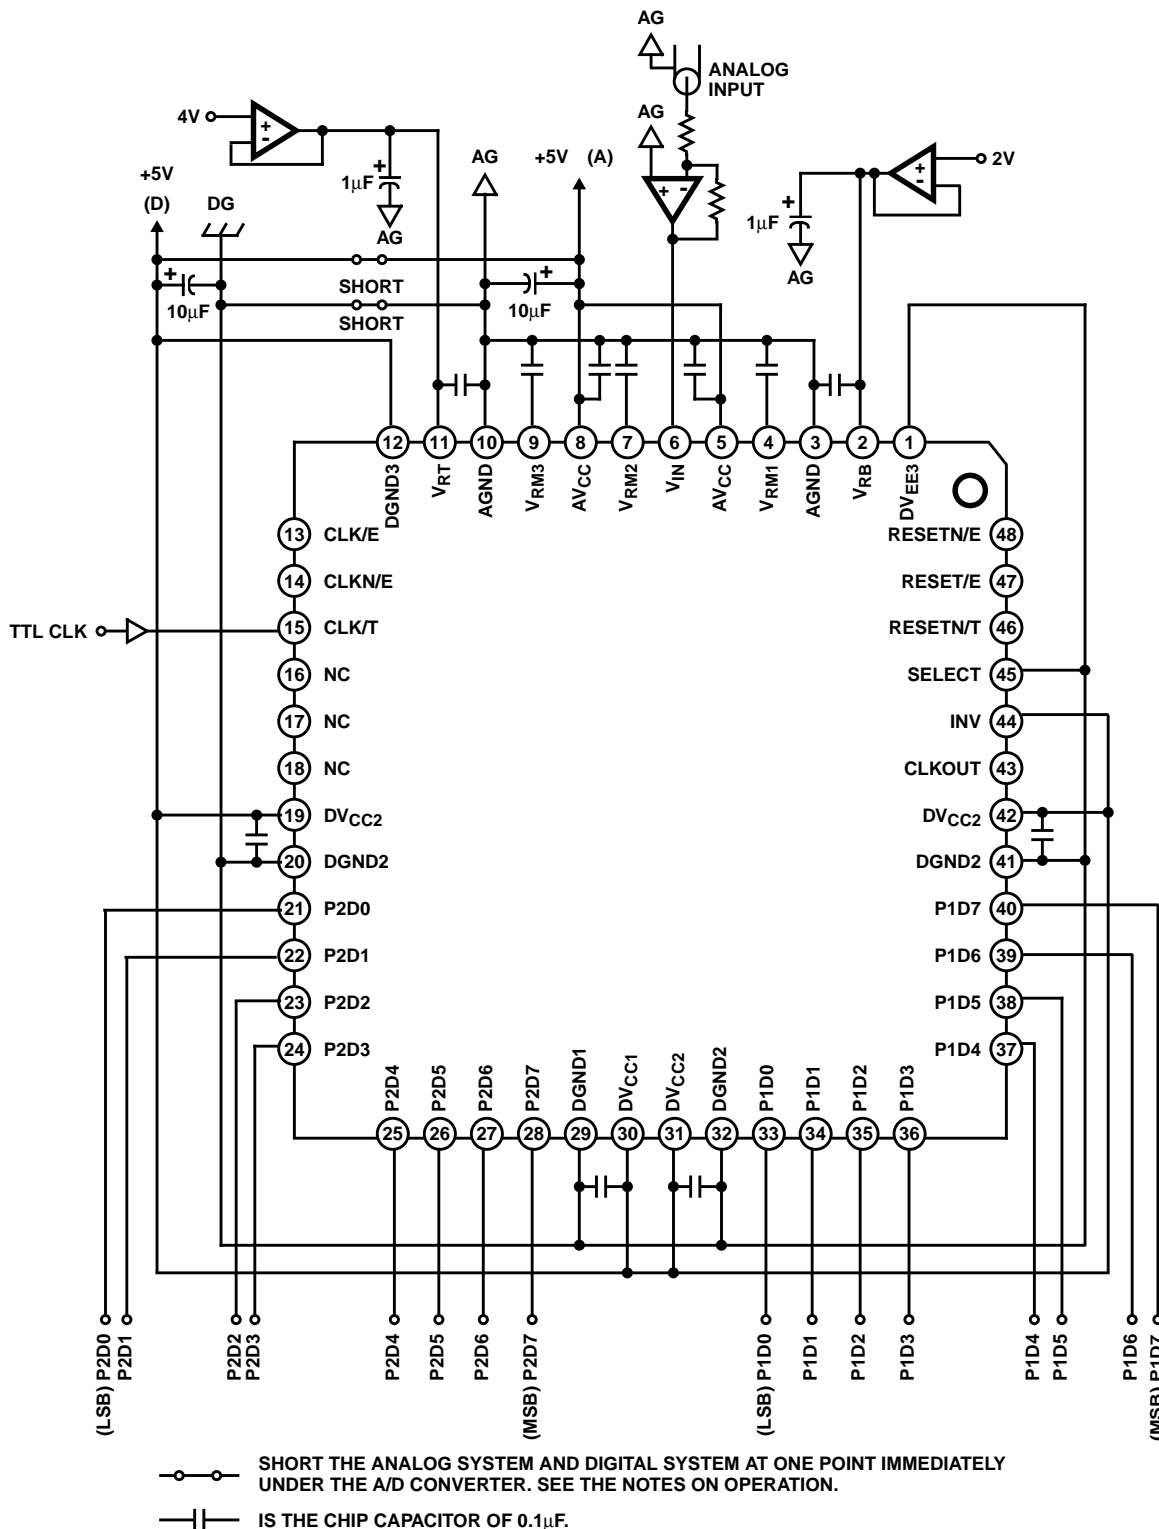 AG
ANALOG
INPUT
4V
+
-
AG
AG
+5V (A)
+
-
2V
+
-
+5V
(D)
DG
+
1μF
AG
+
1μF
AG
+
10μF
SHORT
SHORT
+
10μF
12 11 10 9 8 7 6 5 4 3 2 1
DGND3 VRT AGND VRM3 AVCC VRM2 VIN AVCC VRM1 AGND VRB DVEE3
13 CLK/E
RESETN/E 48
14 CLKN/E
RESET/E 47
TTL CLK 15 CLK/T
RESETN/T 46
16 NC
SELECT 45
17 NC
INV 44
18 NC
CLKOUT 43
19 DVCC2
DVCC2 42
20 DGND2
DGND2 41
21 P2D0
P1D7 40
22 P2D1
P1D6 39
23 P2D2
P1D5 38
24 P2D3
P1D4 37
P2D4 P2D5 P2D6 P2D7 DGND1 DVCC1 DVCC2 DGND2 P1D0 P1D1 P1D2 P1D3
25 26 27 28 29 30 31 32 33 34 35 36
(LSB) P2D0
P2D1
P2D2
P2D3
P2D4
P2D5
P2D6
(MSB) P2D7
(LSB) P1D0
P1D1
P1D2
P1D3
P1D4
P1D5
P1D6
(MSB) P1D7
SHORT THE ANALOG SYSTEM AND DIGITAL SYSTEM AT ONE POINT IMMEDIATELY
UNDER THE A/D CONVERTER. SEE THE NOTES ON OPERATION.
IS THE CHIP CAPACITOR OF 0.1μF.